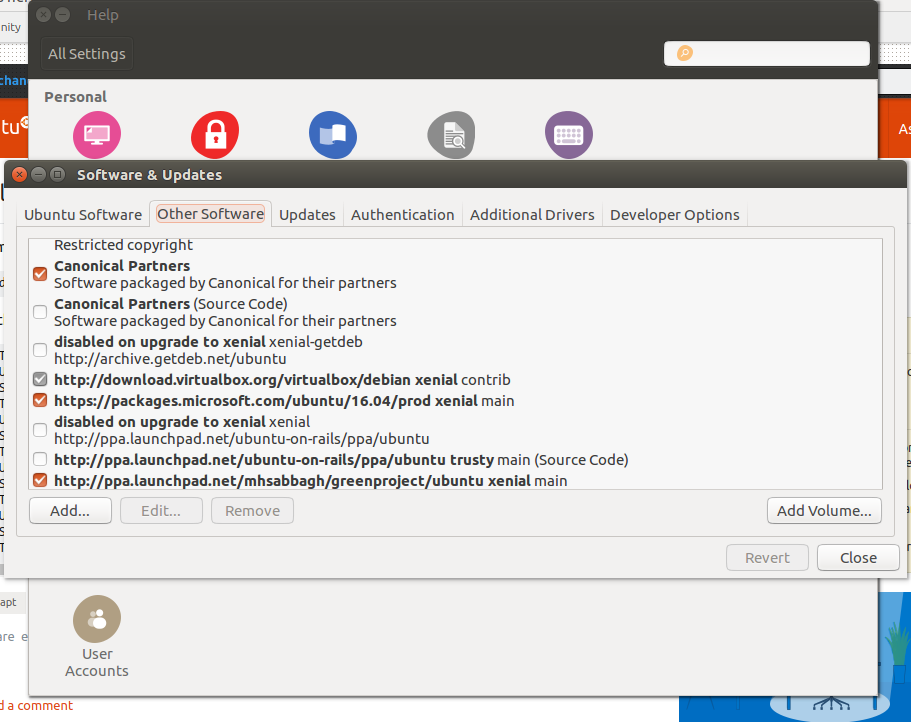 Help
nity
All Settings
chan
Personal
tu
As
Software & Updates
Ubuntu Software
Other Software
Updates
Authentication
Additional Drivers
Developer Options
Restricted copyright
Canonical Partners
Software packaged by Canonical for their partners
Canonical Partners (Source Code)
Software packaged by Canonical for their partners
disabled on upgrade to xenial xenial-getdeb
http://archive.getdeb.net/ubuntu
http://download.virtualbox.org/virtualbox/debian xenial contrib
https://packages.microsoft.com/ubuntu/16.04/prod xenial main
disabled on upgrade to xenial xenial
http://ppa.launchpad.net/ubuntu-on-rails/ppa/ubuntu
http://ppa.launchpad.net/ubuntu-on-rails/ppa/ubuntu trusty main (Source Code)
http://ppa.launchpad.net/mhsabbagh/greenproject/ubuntu xenial main
Add...
Edit...
Remove
Add Volume...
Revert
Close
apt
are e
User
Accounts
d a comment